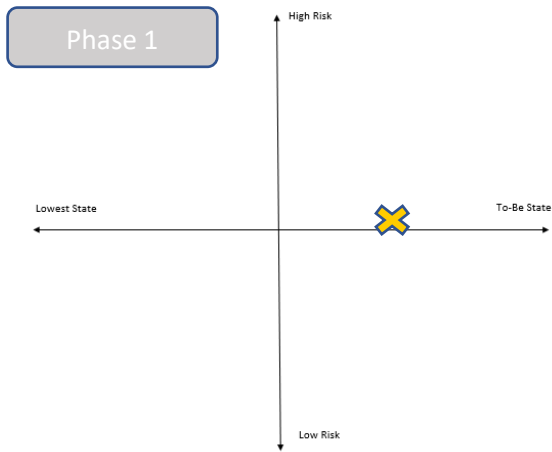 Phase 1
High Risk
Lowest State
To-Be State
Low Risk